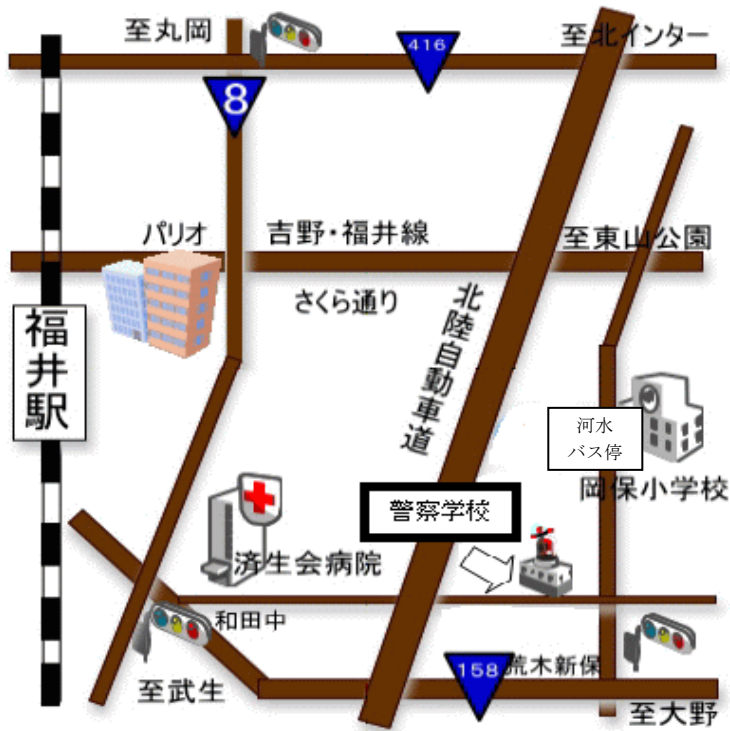 至丸岡
416
至北インター
8
パリオ
吉野・福井線
至東山公園
さくら通り
福井駅
北陸自動車道
河水
バス停
岡保小学校
警察学校
済生会病院
和田中
158
荒木新保
至武生
至大野